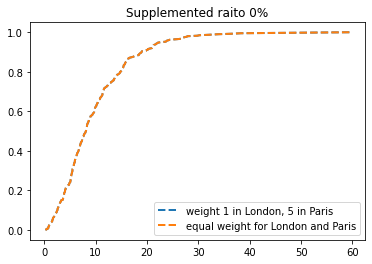 Supplemented raito 0%
1.0
0.8
0.6
0.4
0.2
0.0
weight 1 in London, 5 in Paris
equal weight for London and Paris
0 10 20 30 40 50 60